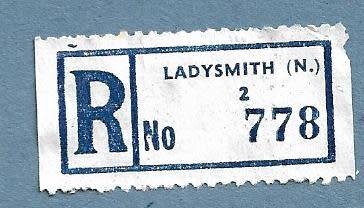 LADYSMITH (N.)
2
R No 778